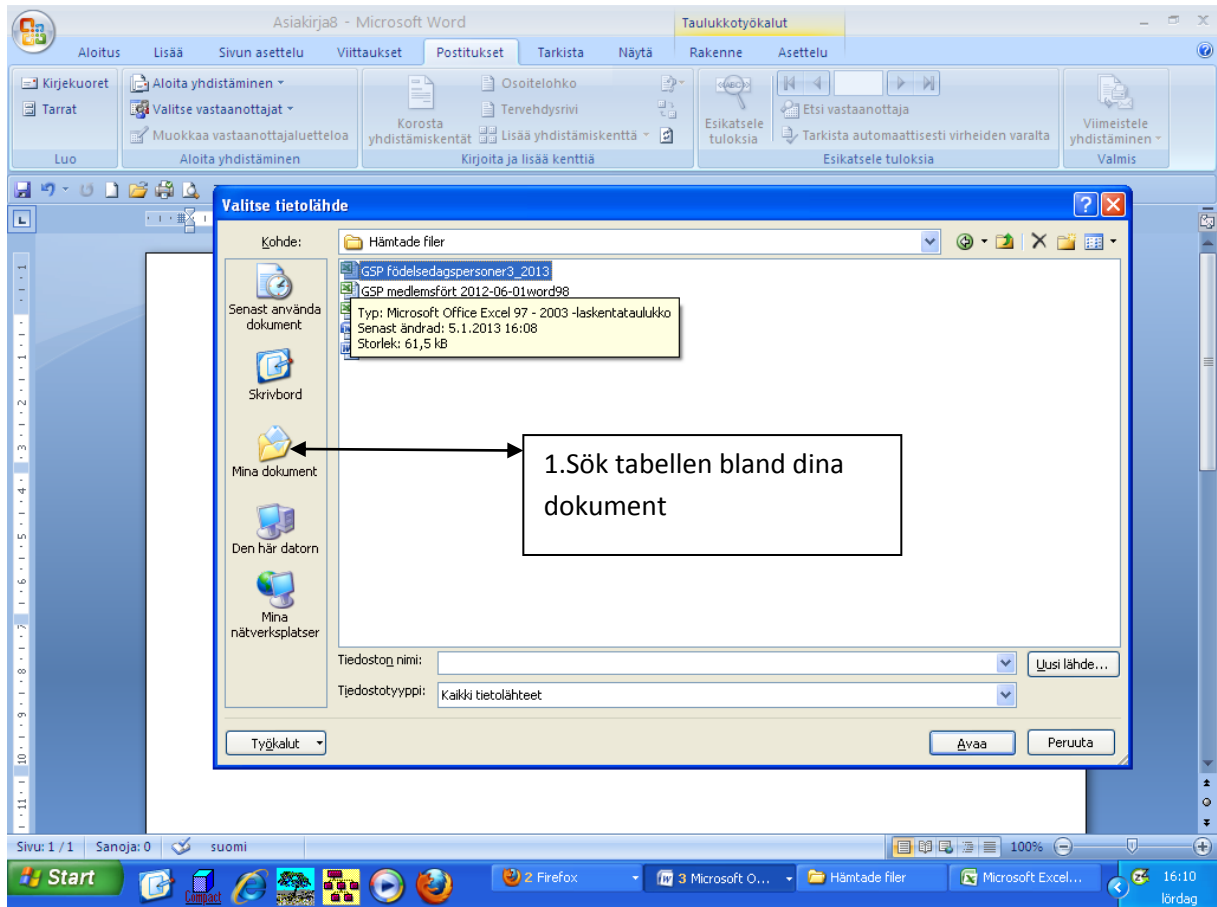 Asiakirja8 - Microsoft Word
Taulukkotyökalut
Aloitus Lisää Sivun asettelu Viittaukset Postitukset Tarkista Näytä Rakenne Asettelu
Kirjekuoret
Tarrat
Luo
Aloita yhdistäminen
Valitse vastaanottajat
Muokkaa vastaanottajaluetteloa
Aloita yhdistäminen
Korosta
yhdistämiskentät
Osoitelohko
Tervehdysrivi
Lisää yhdistämiskenttä
Kirjoita ja lisää kenttiä
Esikatsele
tuloksia
Etsi vastaanottaja
Tarkista automaattisesti virheiden varalta
Esikatsele tuloksia
Viimeistele
yhdistäminen
Valmis
Valitse tietolähde
Kohde: Hämtade filer
Senast använda
dokument
Skrivbord
Mina dokument
Den här datorn
Mina
nätverksplatser
GSP födelsedagspersoner3_2013
GSP medlemsfört 2012-06-01word98
Typ: Microsoft Office Excel 97 - 2003 -laskentataulukko
Senast ändrad: 5.1.2013 16:08
Storlek: 61,5 kB
1.Sök tabellen bland dina
dokument
Tiedoston nimi:
Uusi lähde...
Tiedostotyyppi: Kaikki tietolähteet
Työkalut
Avaa Peruuta
Sivu: 1 / 1 Sanoja: 0 suomi 100%
Start Compact 2 Firefox 3 Microsoft O... Hämtade filer Microsoft Excel... 16:10
lördag